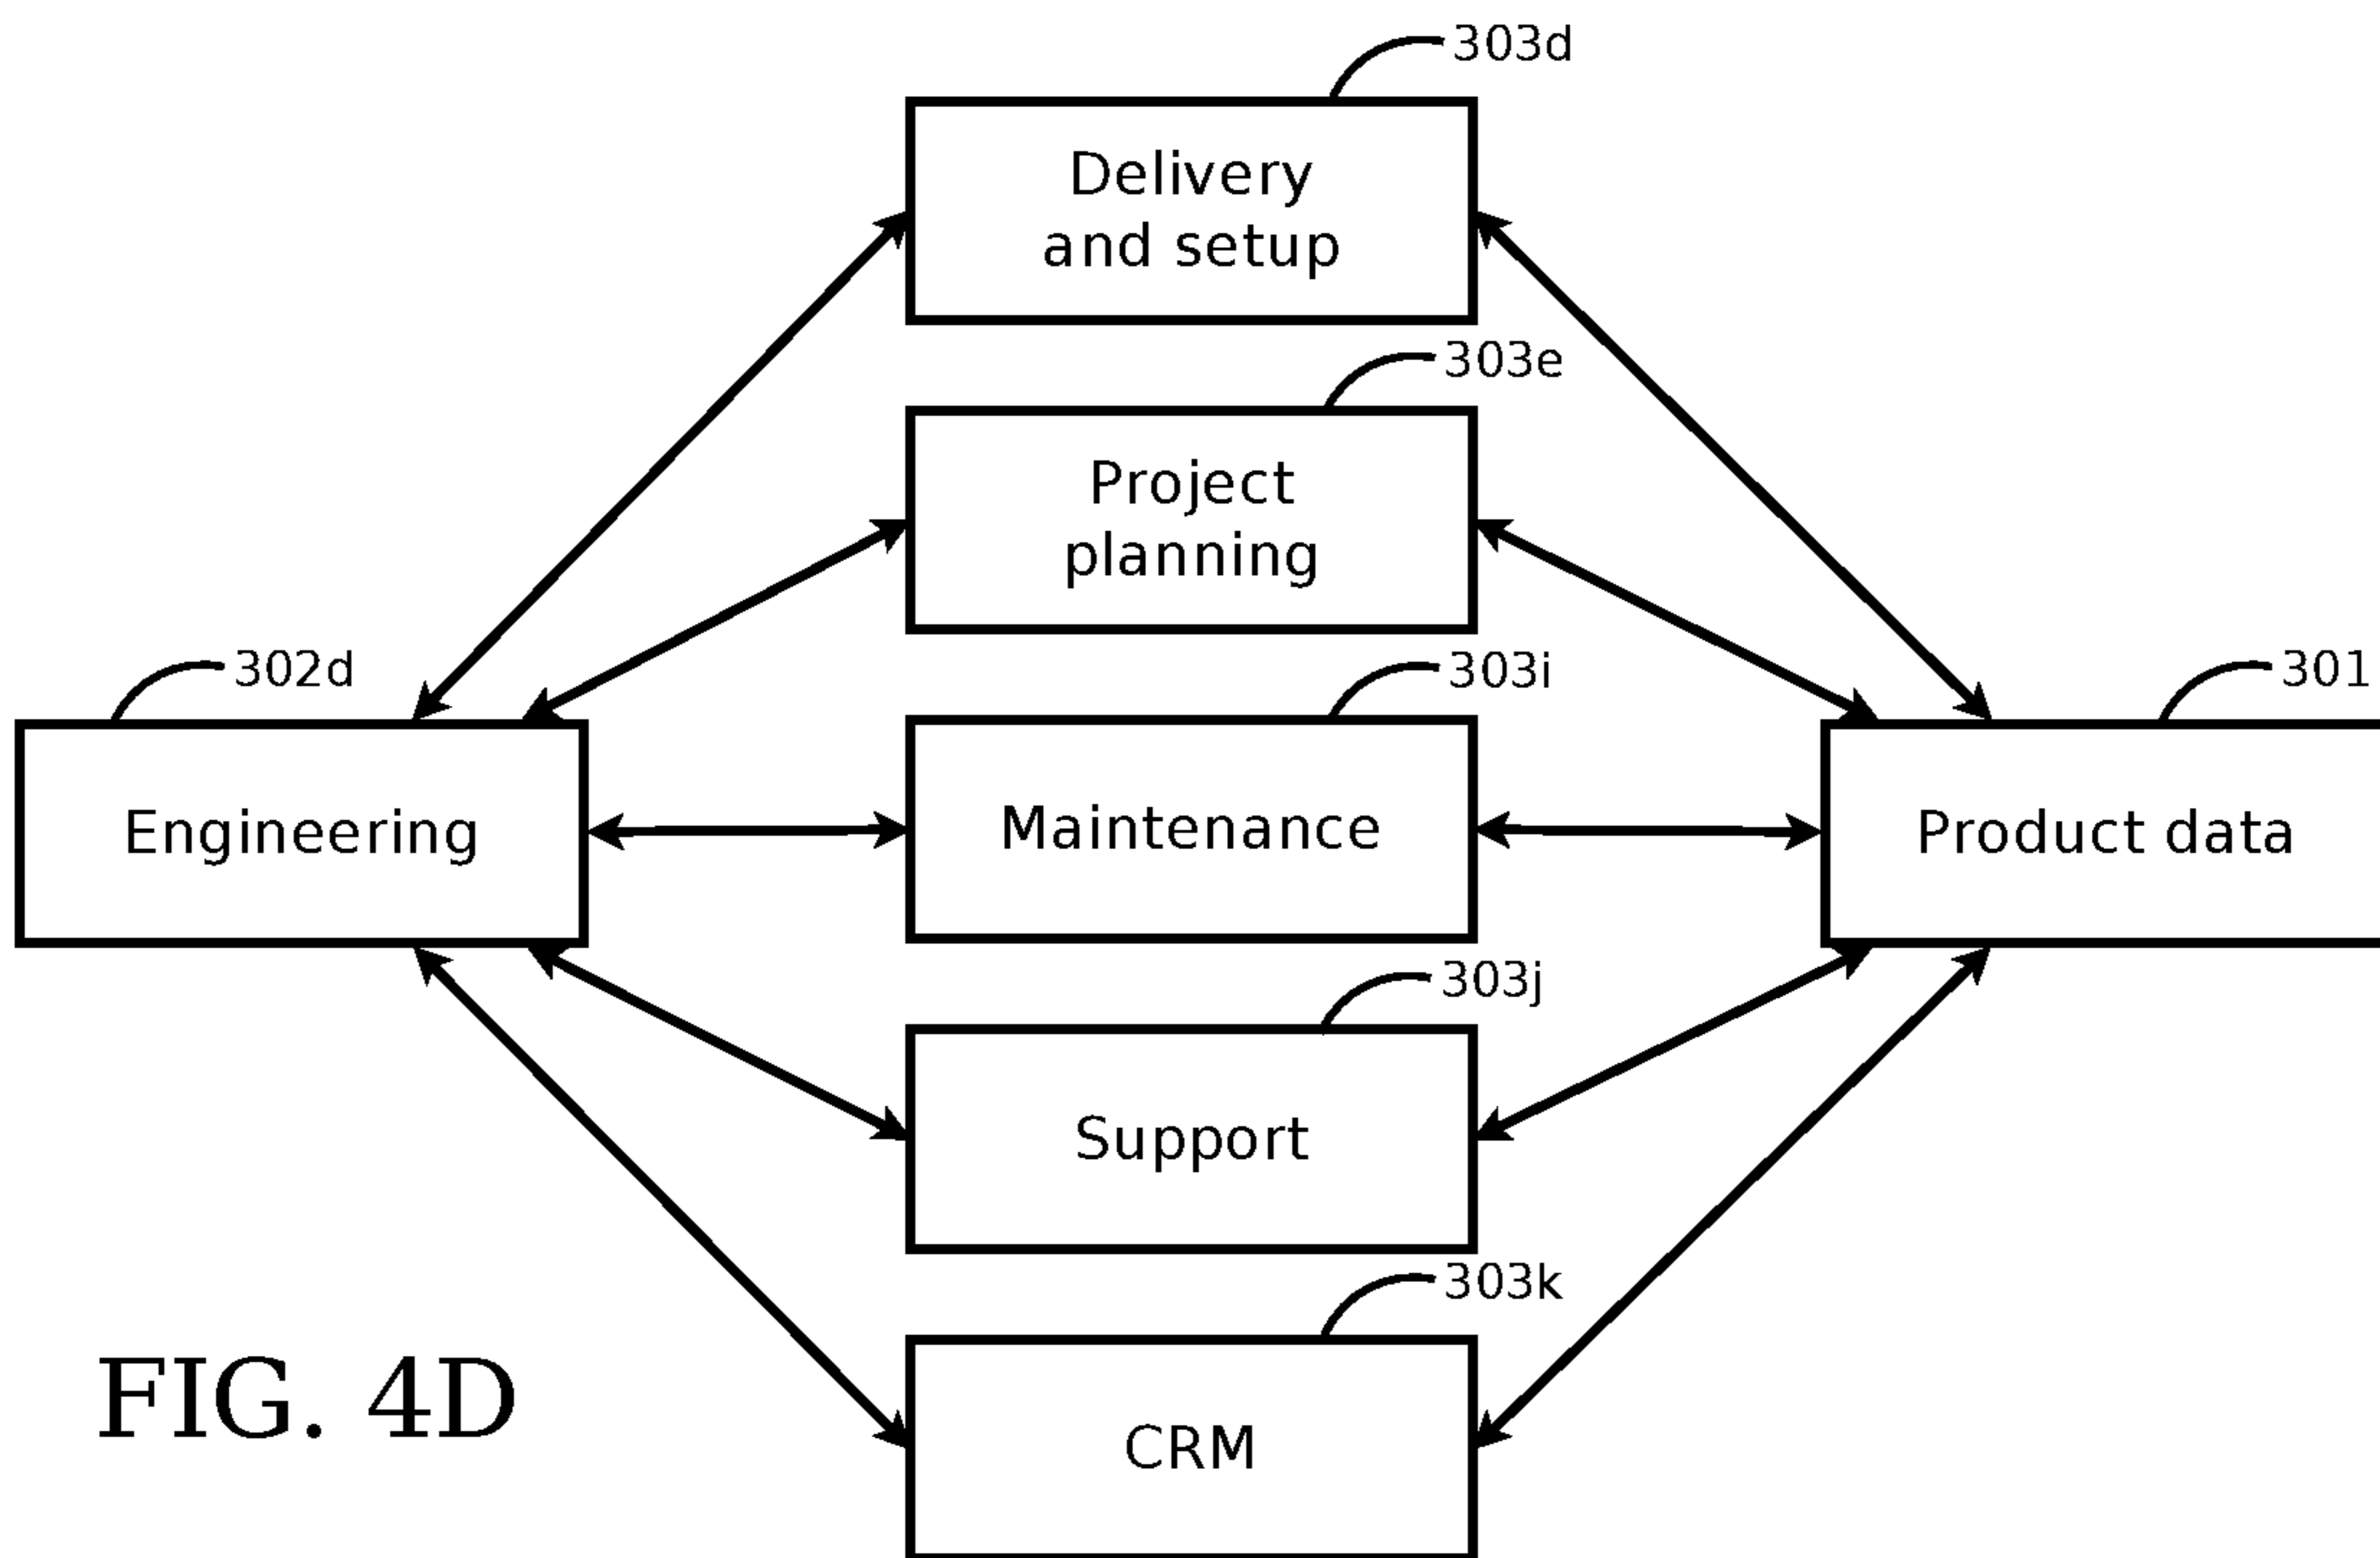 303d
Delivery
and setup
303e
Project
planning
302d
303i
301
Engineering
Maintenance
Product data
303j
Support
303k
FIG. 4D
CRM